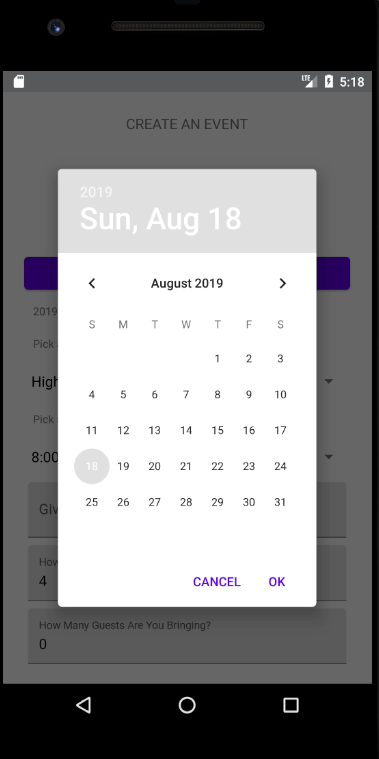 LTE 5:18
CREATE AN EVENT
2019
Sun, Aug 18
August 2019
S M T W T F S
1 2 3
4 5 6 7 8 9 10
11 12 13 14 15 16 17
18 19 20 21 22 23 24
25 26 27 28 29 30 31
CANCEL OK
2019
Pick
High
Pick
8:00
How
4
How Many Guests Are You Bringing?
0